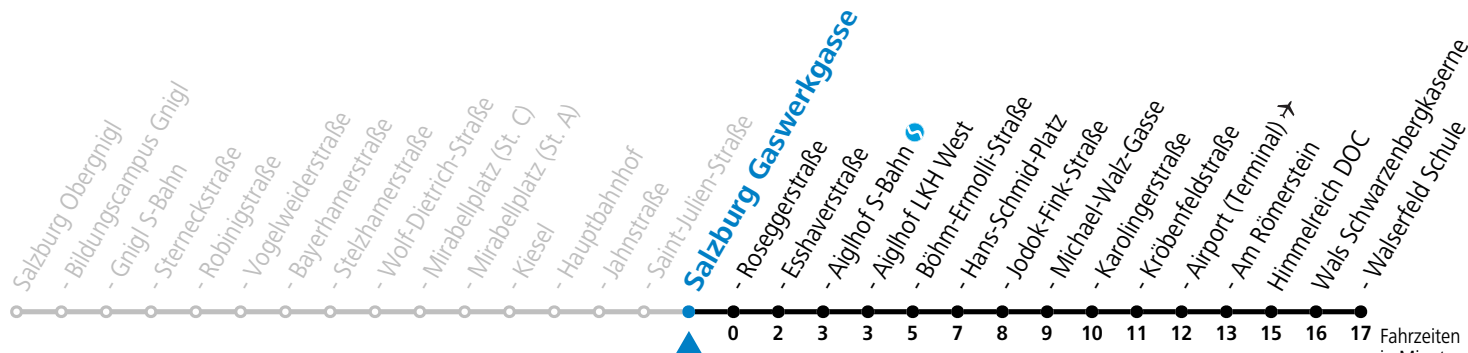 Salzburg Obergnigl
- Bildungscampus Gnigl
- Gnigl S-Bahn
- Sterneckstraße
- Robinigstraße
- Vogelweiderstraße
- Bayerhamerstraße
- Stelzhamerstraße
- Wolf-Dietrich-Straße
- Mirabellplatz (St. C)
- Mirabellplatz (St. A)
- Kiesel
- Hauptbahnhof
- Jahnstraße
- Saint-Julien-Straße
Salzburg Gaswerkgasse
- Roseggerstraße
- Esshaverstraße
- Aiglhof S-Bahn
- Aiglhof LKH West
- Böhm-Ermolli-Straße
- Hans-Schmid-Platz
- Jodok-Fink-Straße
- Michael-Walz-Gasse
- Karolingerstraße
- Kröbenfeldstraße
- Airport (Terminal)
- Am Römerstein
Himmelreich DOC
Wals Schwarzenbergkaserne
- Walserfeld Schule
0 2 3 3 5 7 8 9 10 11 12 13 15 16 17 Fahrzeiten